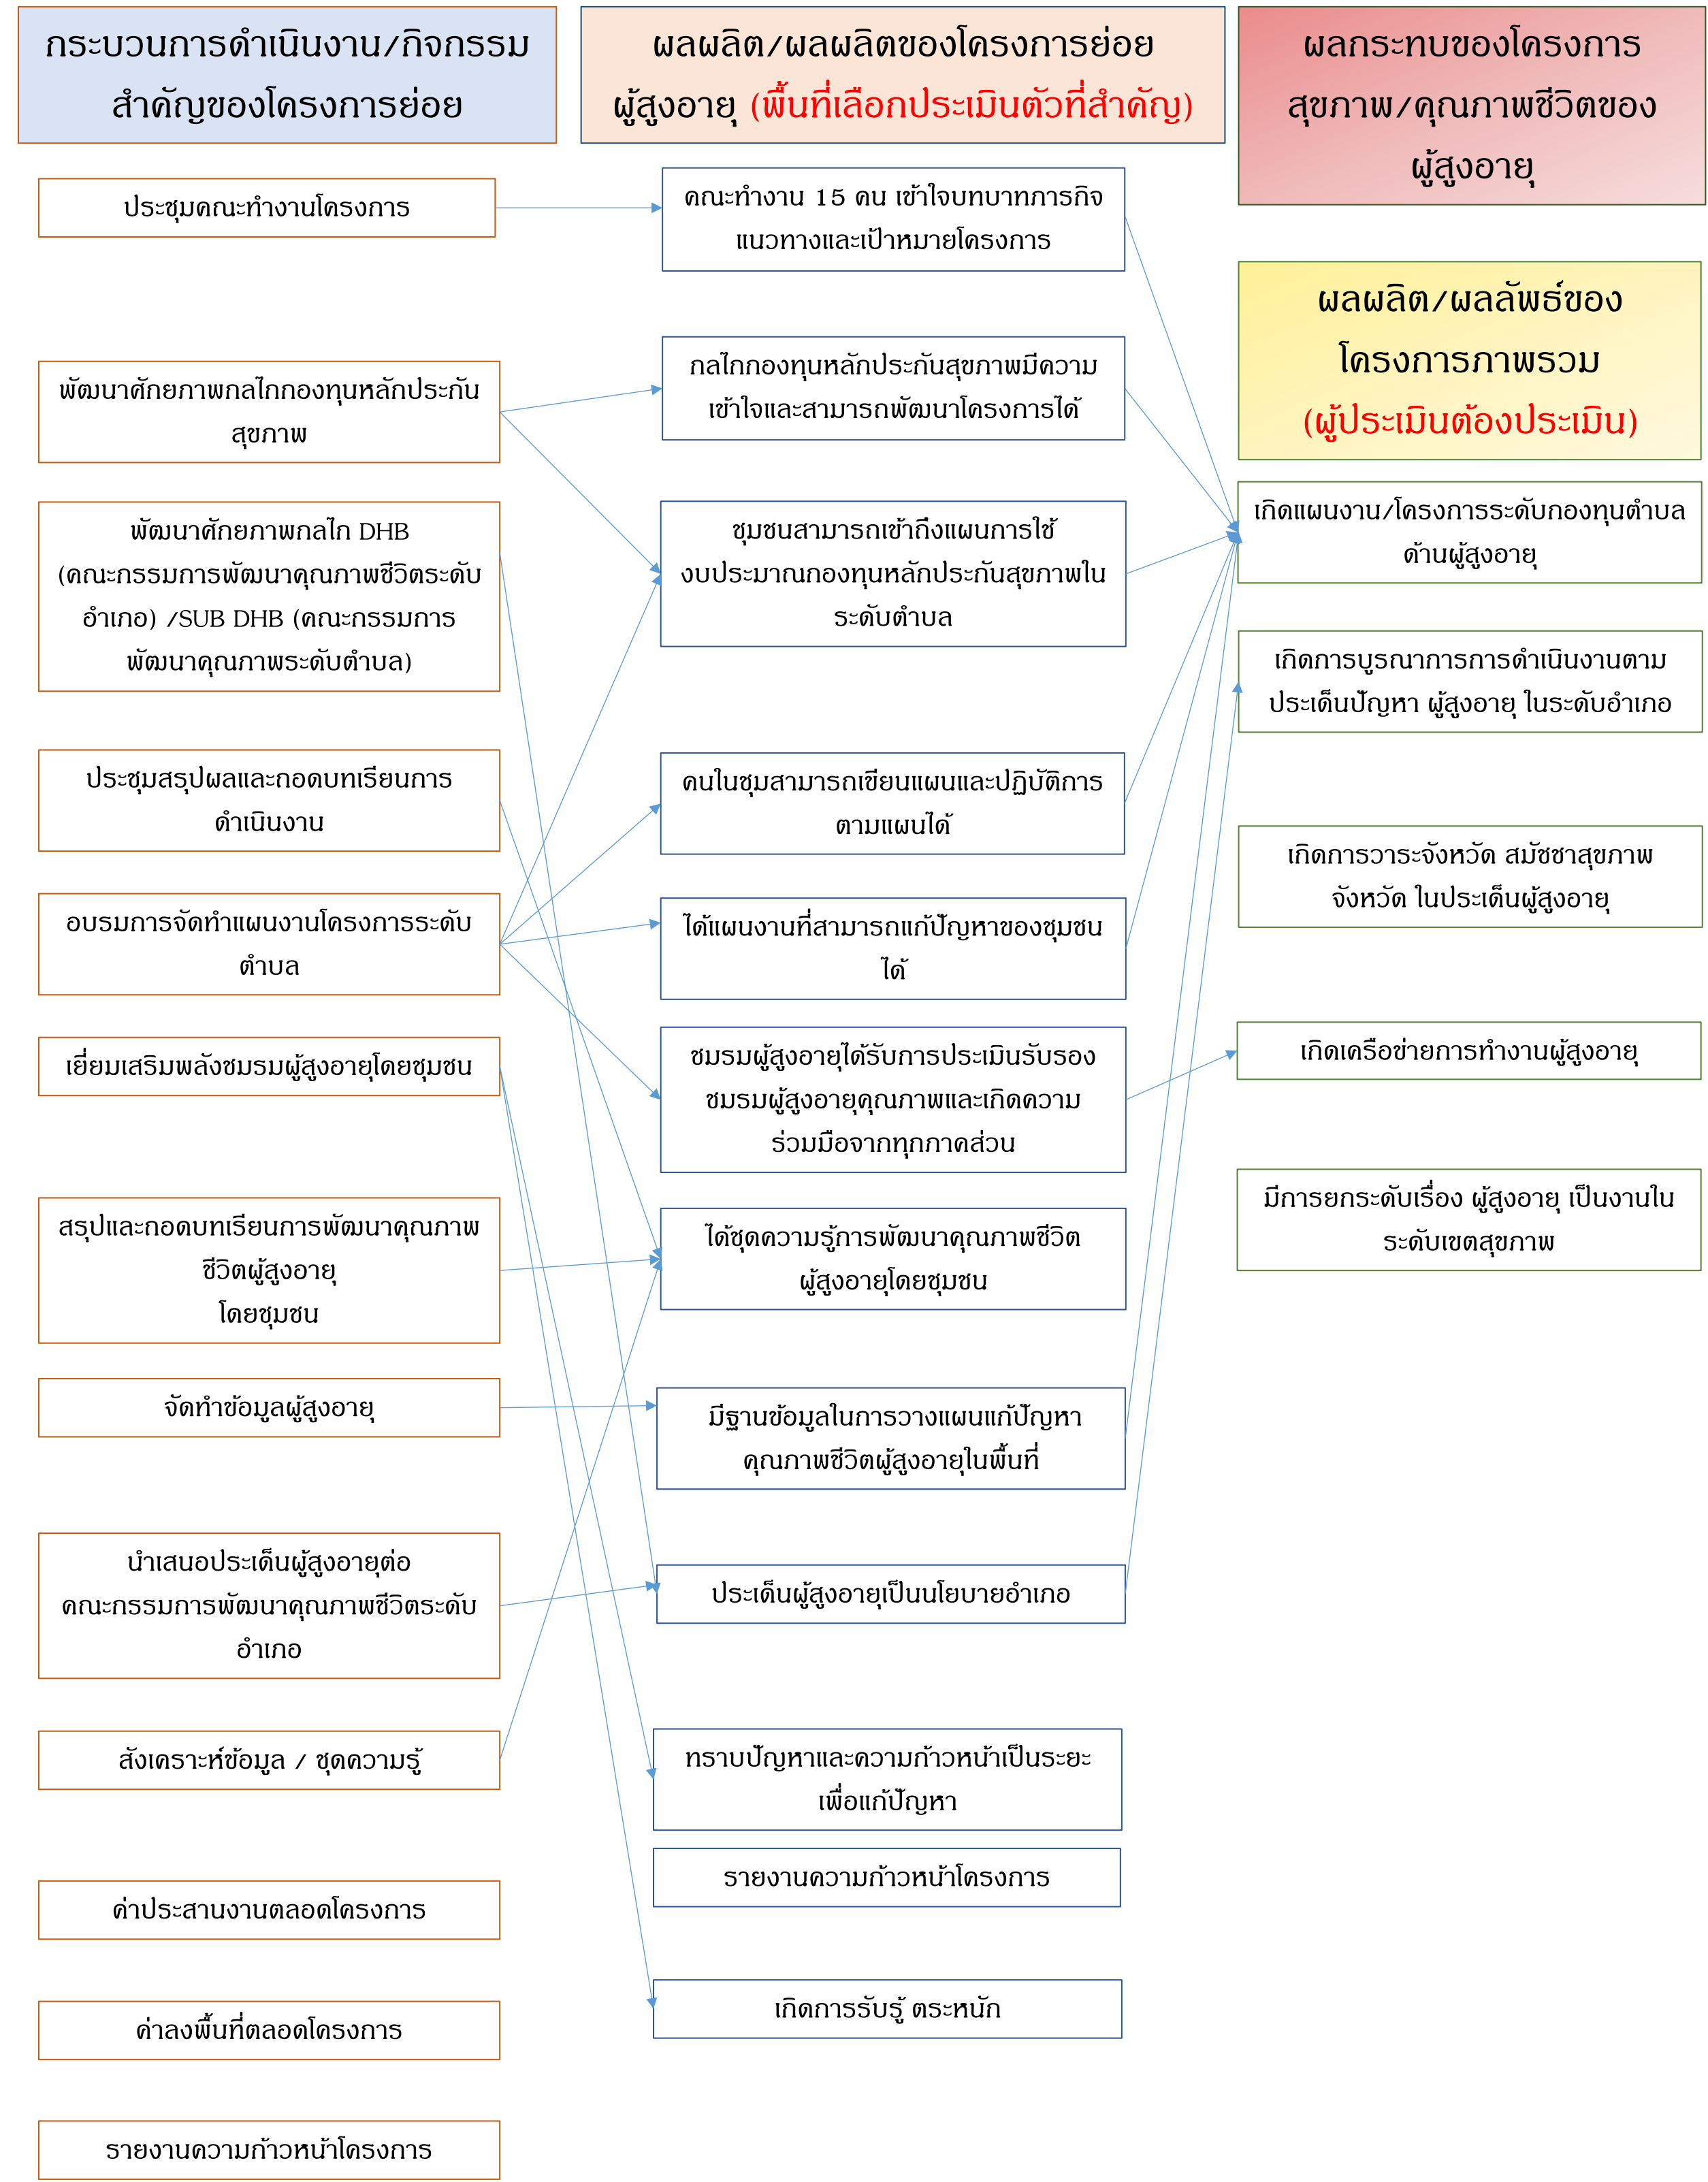 กระบวนการดำเนินงาน/กิจกรรม
สำคัญของโครงการย่อย
ผลผลิต/ผลผลิตของโครงการย่อย
ผู้สูงอายุ (พื้นที่เลือกประเมินตัวที่สำคัญ)
ผลกระทบของโครงการ
สุขภาพ/คุณภาพชีวิตของ
ผู้สูงอายุ
ผลผลิต/ผลลัพธ์ของ
โครงการภาพรวม
(ผู้ประเมินต้องประเมิน)
ประชุมคณะทำงานโครงการ
พัฒนาศักยภาพกลไกกองทุนหลักประกัน
สุขภาพ
พัฒนาศักยภาพกลไก DHB
(คณะกรรมการพัฒนาคุณภาพชีวิตระดับ
อำเภอ) /SUB DHB (คณะกรรมการ
พัฒนาคุณภาพระดับตำบล)
ประชุมสรุปผลและถอดบทเรียนการ
ดำเนินงาน
อบรมการจัดทำแผนงานโครงการระดับ
ตำบล
เยี่ยมเสริมพลังชมรมผู้สูงอายุโดยชุมชน
สรุปและถอดบทเรียนการพัฒนาคุณภาพ
ชีวิตผู้สูงอายุ
โดยชุมชน
จัดทำข้อมูลผู้สูงอายุ
นำเสนอประเด็นผู้สูงอายุต่อ
คณะกรรมการพัฒนาคุณภาพชีวิตระดับ
อำเภอ
สังเคราะห์ข้อมูล / ชุดความรู้
ค่าประสานงานตลอดโครงการ
ค่าลงพื้นที่ตลอดโครงการ
รายงานความก้าวหน้าโครงการ
คณะทำงาน 15 คน เข้าใจบทบาทภารกิจ
แนวทางและเป้าหมายโครงการ
กลไกกองทุนหลักประกันสุขภาพมีความ
เข้าใจและสามารถพัฒนาโครงการได้
ชุมชนสามารถเข้าถึงแผนการใช้
งบประมาณกองทุนหลักประกันสุขภาพใน
ระดับตำบล
คนในชุมสามารถเขียนแผนและปฏิบัติการ
ตามแผนได้
ได้แผนงานที่สามารถแก้ปัญหาของชุมชน
ได้
ชมรมผู้สูงอายุได้รับการประเมินรับรอง
ชมรมผู้สูงอายุคุณภาพและเกิดความ
ร่วมมือจากทุกภาคส่วน
ได้ชุดความรู้การพัฒนาคุณภาพชีวิต
ผู้สูงอายุโดยชุมชน
มีฐานข้อมูลในการวางแผนแก้ปัญหา
คุณภาพชีวิตผู้สูงอายุในพื้นที่
ประเด็นผู้สูงอายุเป็นนโยบายอำเภอ
ทราบปัญหาและความก้าวหน้าเป็นระยะ
เพื่อแก้ปัญหา
รายงานความก้าวหน้าโครงการ
เกิดการรับรู้ ตระหนัก
เกิดแผนงาน/โครงการระดับกองทุนตำบล
ด้านผู้สูงอายุ
เกิดการบูรณาการการดำเนินงานตาม
ประเด็นปัญหา ผู้สูงอายุ ในระดับอำเภอ
เกิดการวาระจังหวัด สมัชชาสุขภาพ
จังหวัด ในประเด็นผู้สูงอายุ
เกิดเครือข่ายการทำงานผู้สูงอายุ
มีการยกระดับเรื่อง ผู้สูงอายุ เป็นงานใน
ระดับเขตสุขภาพ